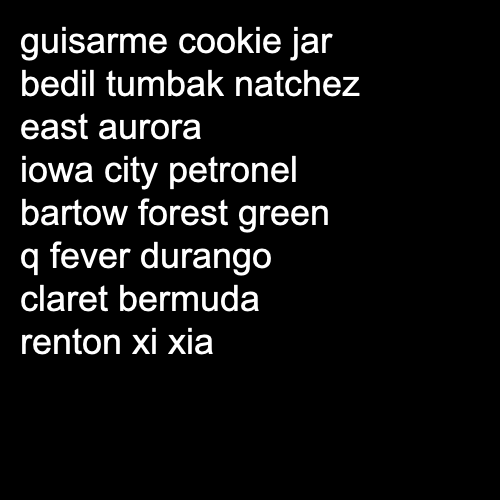 guisarme cookie jar
bedil tumbak natchez
east aurora
iowa city petronel
bartow forest green
q fever durango
claret bermuda
renton xi xia